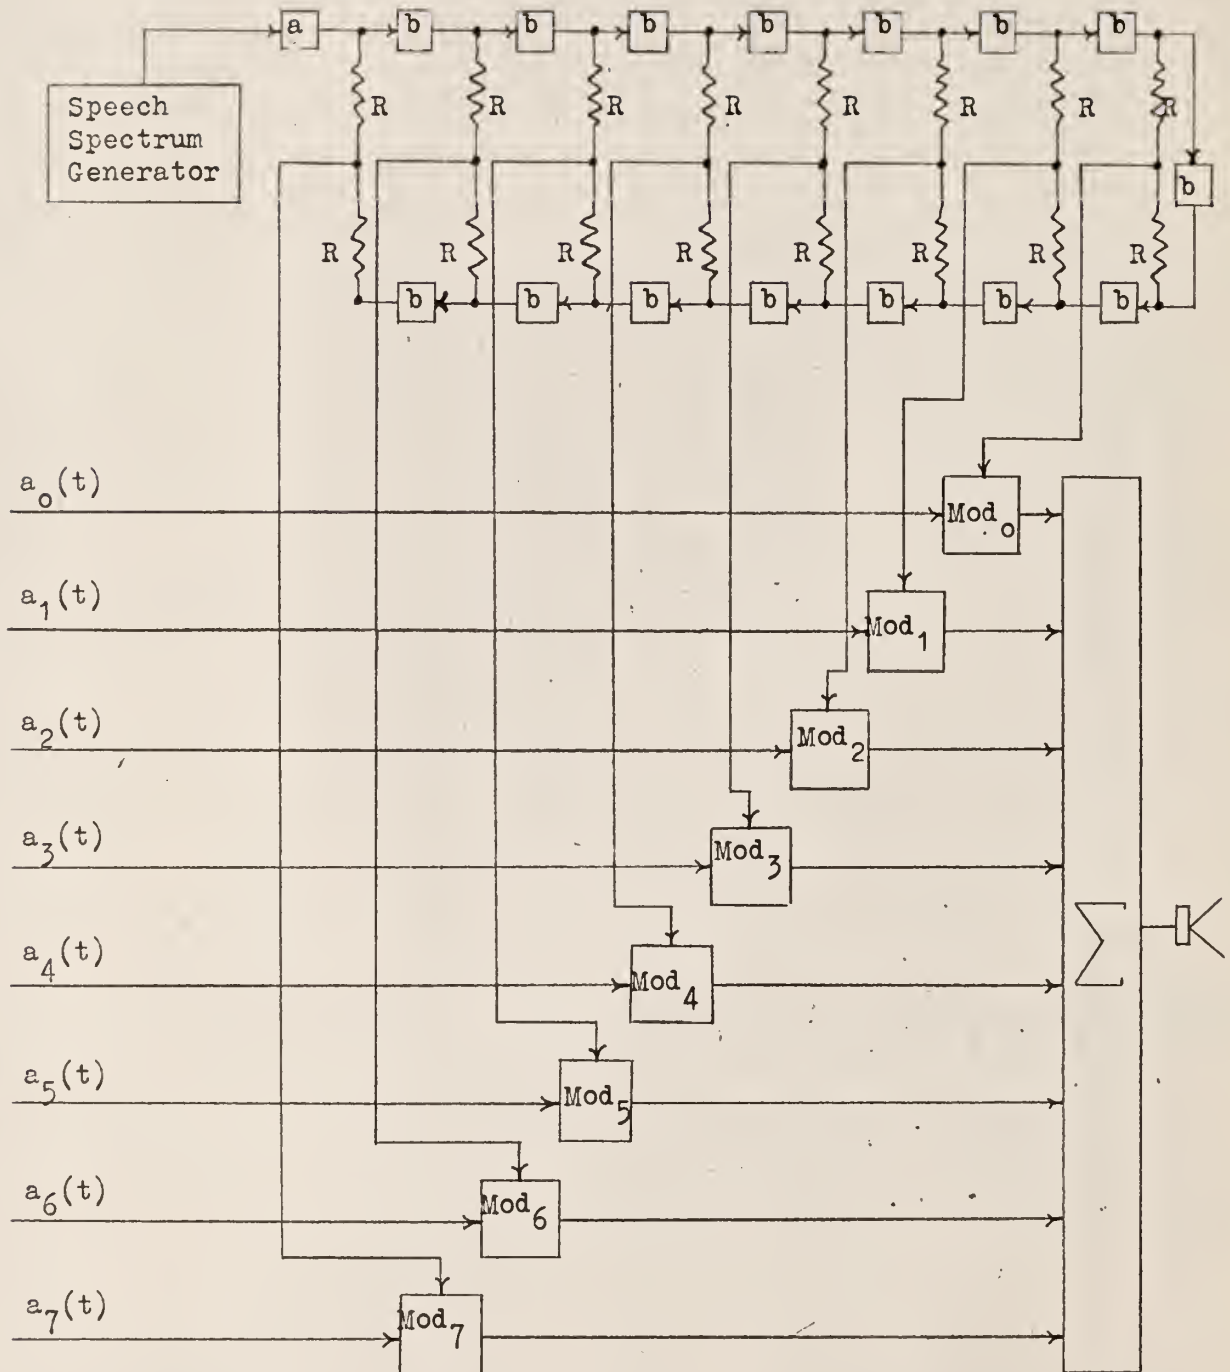 a b b b b b b b
Speech
Spectrum
Generator
R R R R R R R R
b
R R R R R R R R
b b b b b b b
a₀(t)
Mod₀
a₁(t)
Mod₁
a₂(t)
Mod₂
a₃(t)
Mod₃
a₄(t)
∑
Mod₄
a₅(t)
Mod₅
a₆(t)
Mod₆
a₇(t)
Mod₇